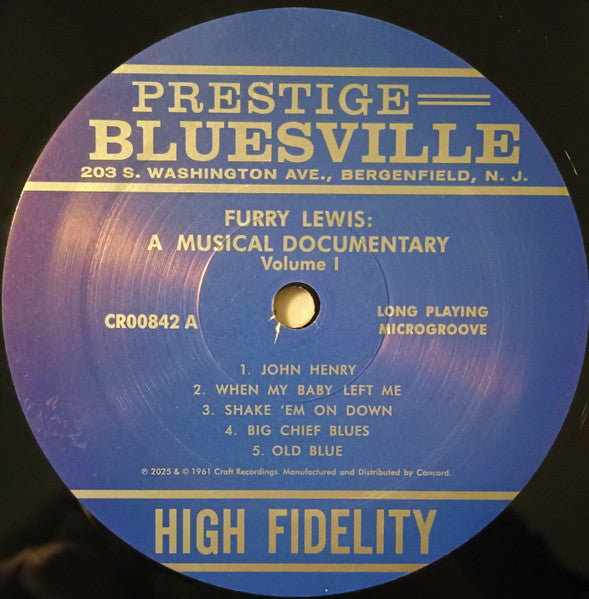 PRESTIGE
BLUESVILLE
203 S. WASHINGTON AVE., BERGENFIELD, N. J.
FURRY LEWIS:
A MUSICAL DOCUMENTARY
Volume I
CR00842 A
LONG PLAYING
MICROGROOVE
1. JOHN HENRY
2. WHEN MY BABY LEFT ME
3. SHAKE 'EM ON DOWN
4. BIG CHIEF BLUES
5. OLD BLUE
℗ 2025 & © 1961 Craft Recordings. Manufactured and Distributed by Concord.
HIGH FIDELITY